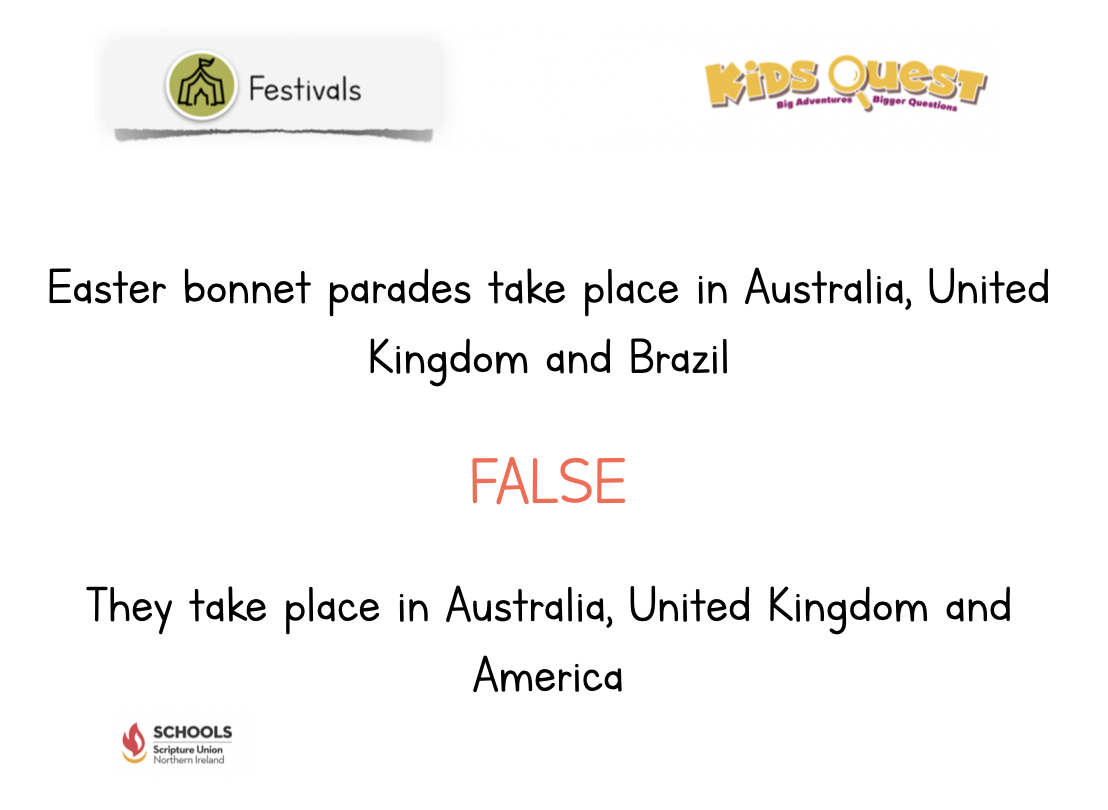 Festivals
KiDS QUEST
Big Adventures Bigger Questions
Easter bonnet parades take place in Australia, United
Kingdom and Brazil
FALSE
They take place in Australia, United Kingdom and
America
SCHOOLS
Scripture Union
Northern Ireland